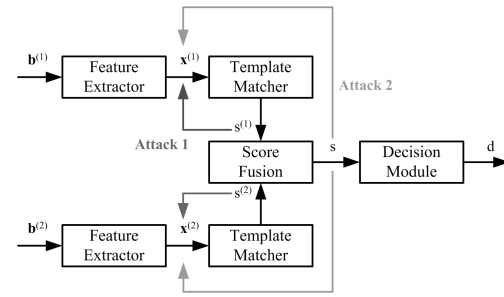 b(1)
Feature
Extractor
x(1)
Template
Matcher
Attack 2
s(1)
Attack 1
Score
Fusion
s
Decision
Module
d
s(2)
b(2)
Feature
Extractor
x(2)
Template
Matcher